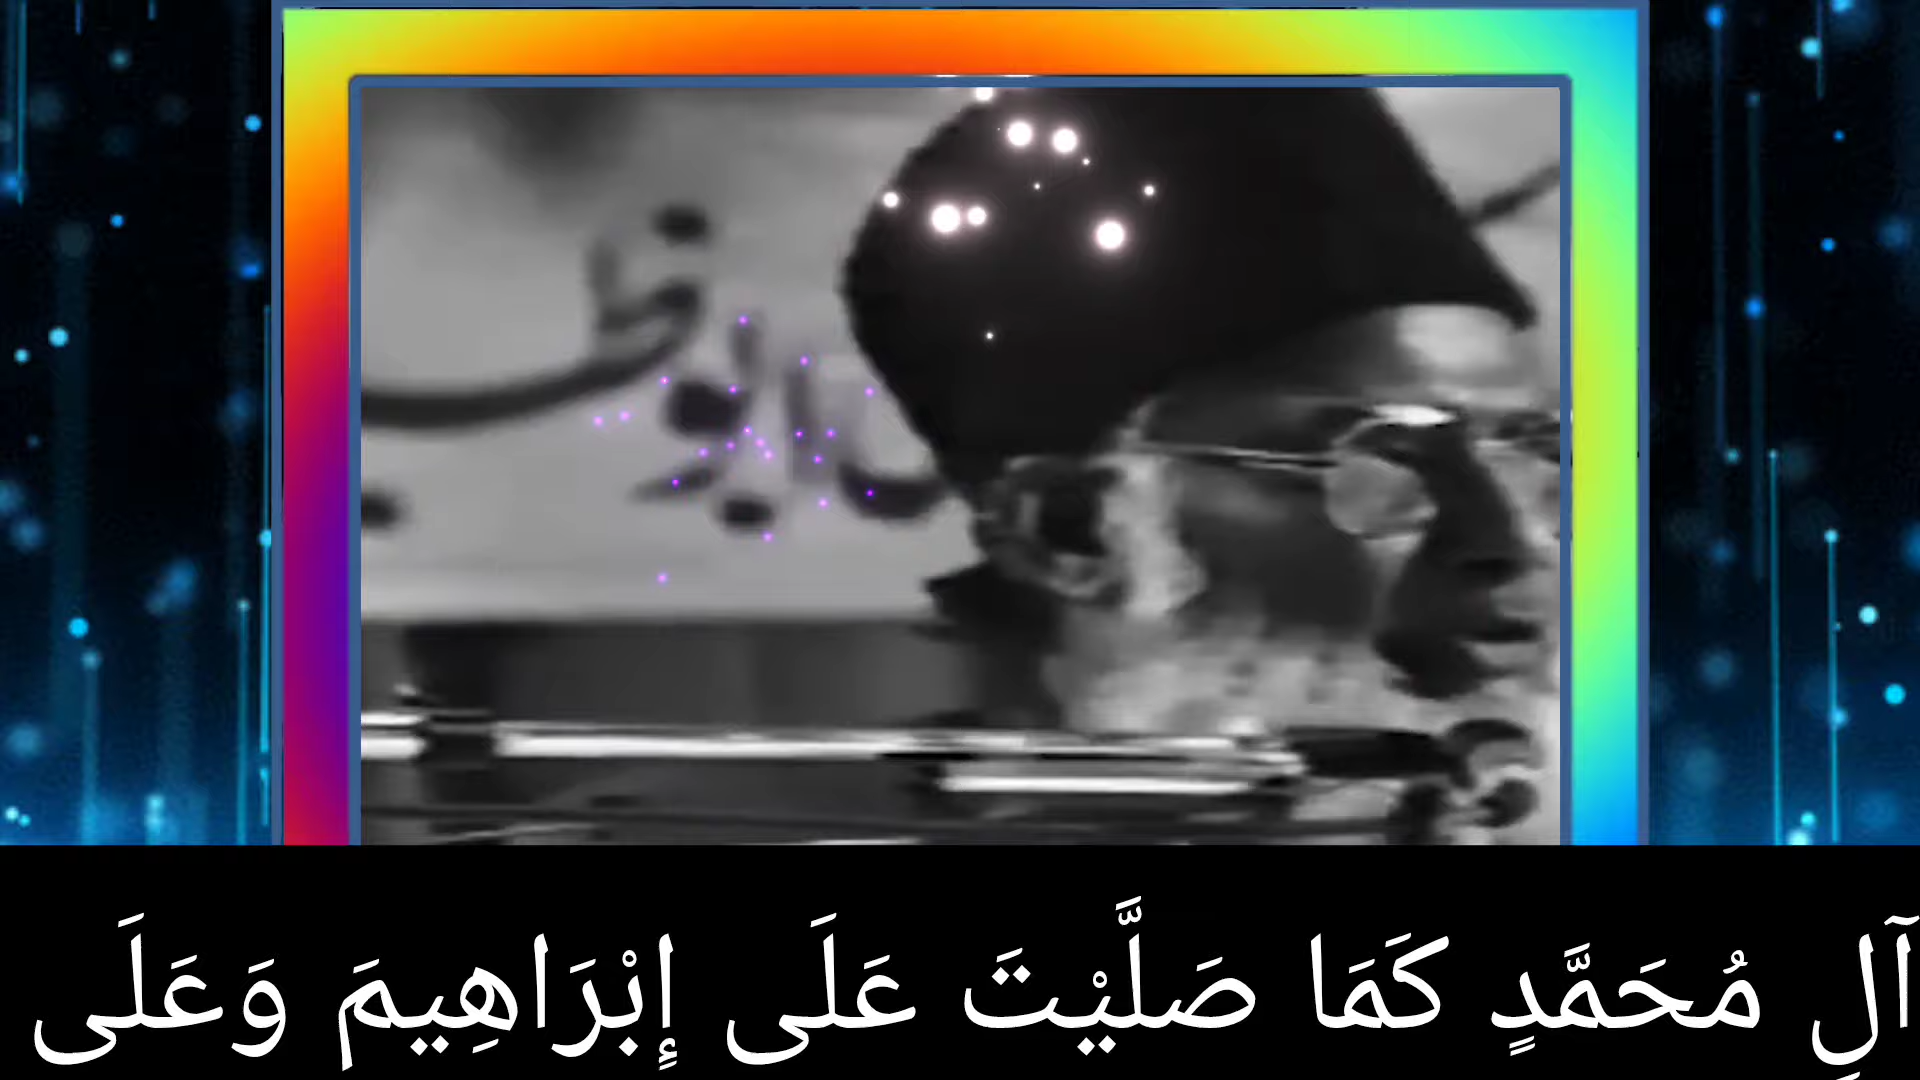 آلِ مُحَمَّدٍ كَمَا صَلَّيْتَ عَلَى إِبْرَاهِيمَ وَعَلَى